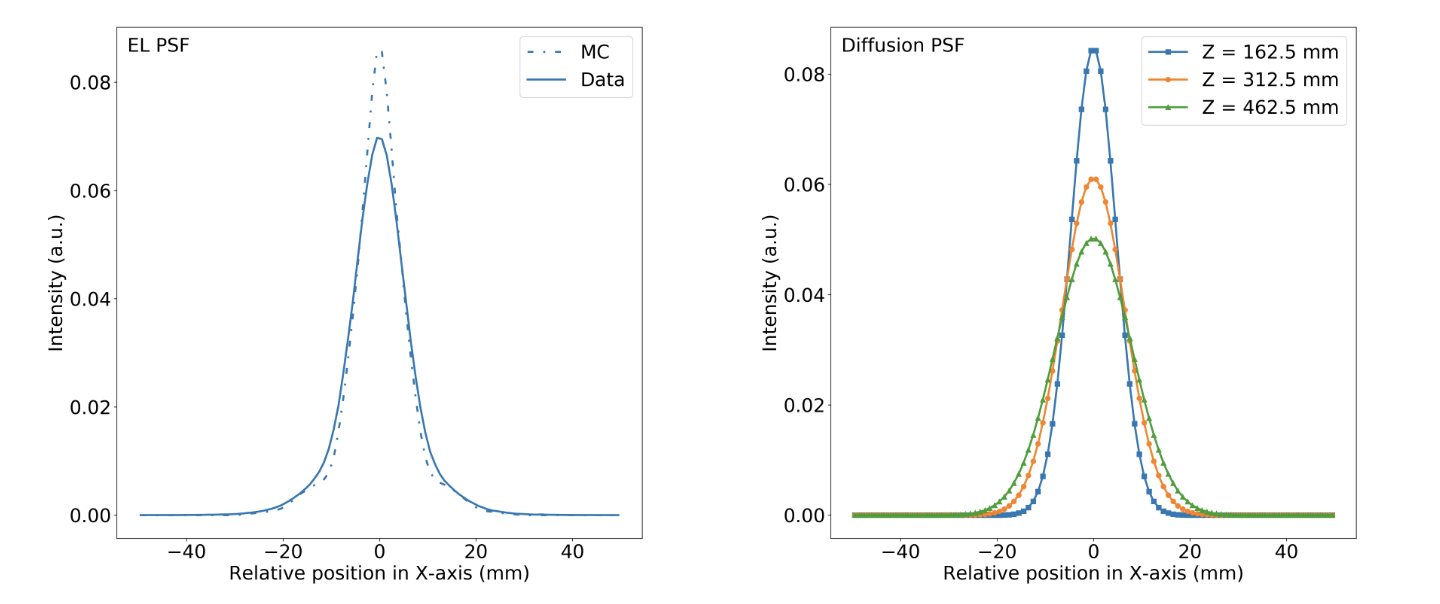 EL PSF
MC
Data
0.08
0.06
0.04
0.02
0.00
Intensity (a.u.)
−40 −20 0 20 40
Relative position in X-axis (mm)
Diffusion PSF
Z = 162.5 mm
Z = 312.5 mm
Z = 462.5 mm
0.08
0.06
0.04
0.02
0.00
Intensity (a.u.)
−40 −20 0 20 40
Relative position in X-axis (mm)